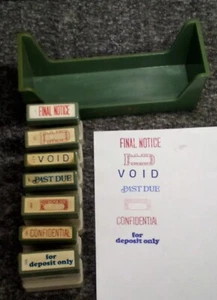 FINAL NOTICE
VOID
PAST DUE
CONFIDENTIAL
for
deposit only
FINAL NOTICE
VOID
PAST DUE
CONFIDENTIAL
for
deposit only